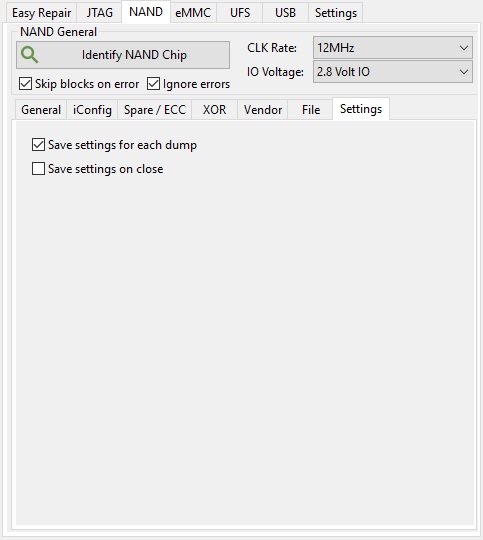 Easy Repair JTAG NAND eMMC UFS USB Settings
NAND General
Identify NAND Chip
CLK Rate: 12MHz
IO Voltage: 2.8 Volt IO
Skip blocks on error Ignore errors
General iConfig Spare / ECC XOR Vendor File Settings
Save settings for each dump
Save settings on close